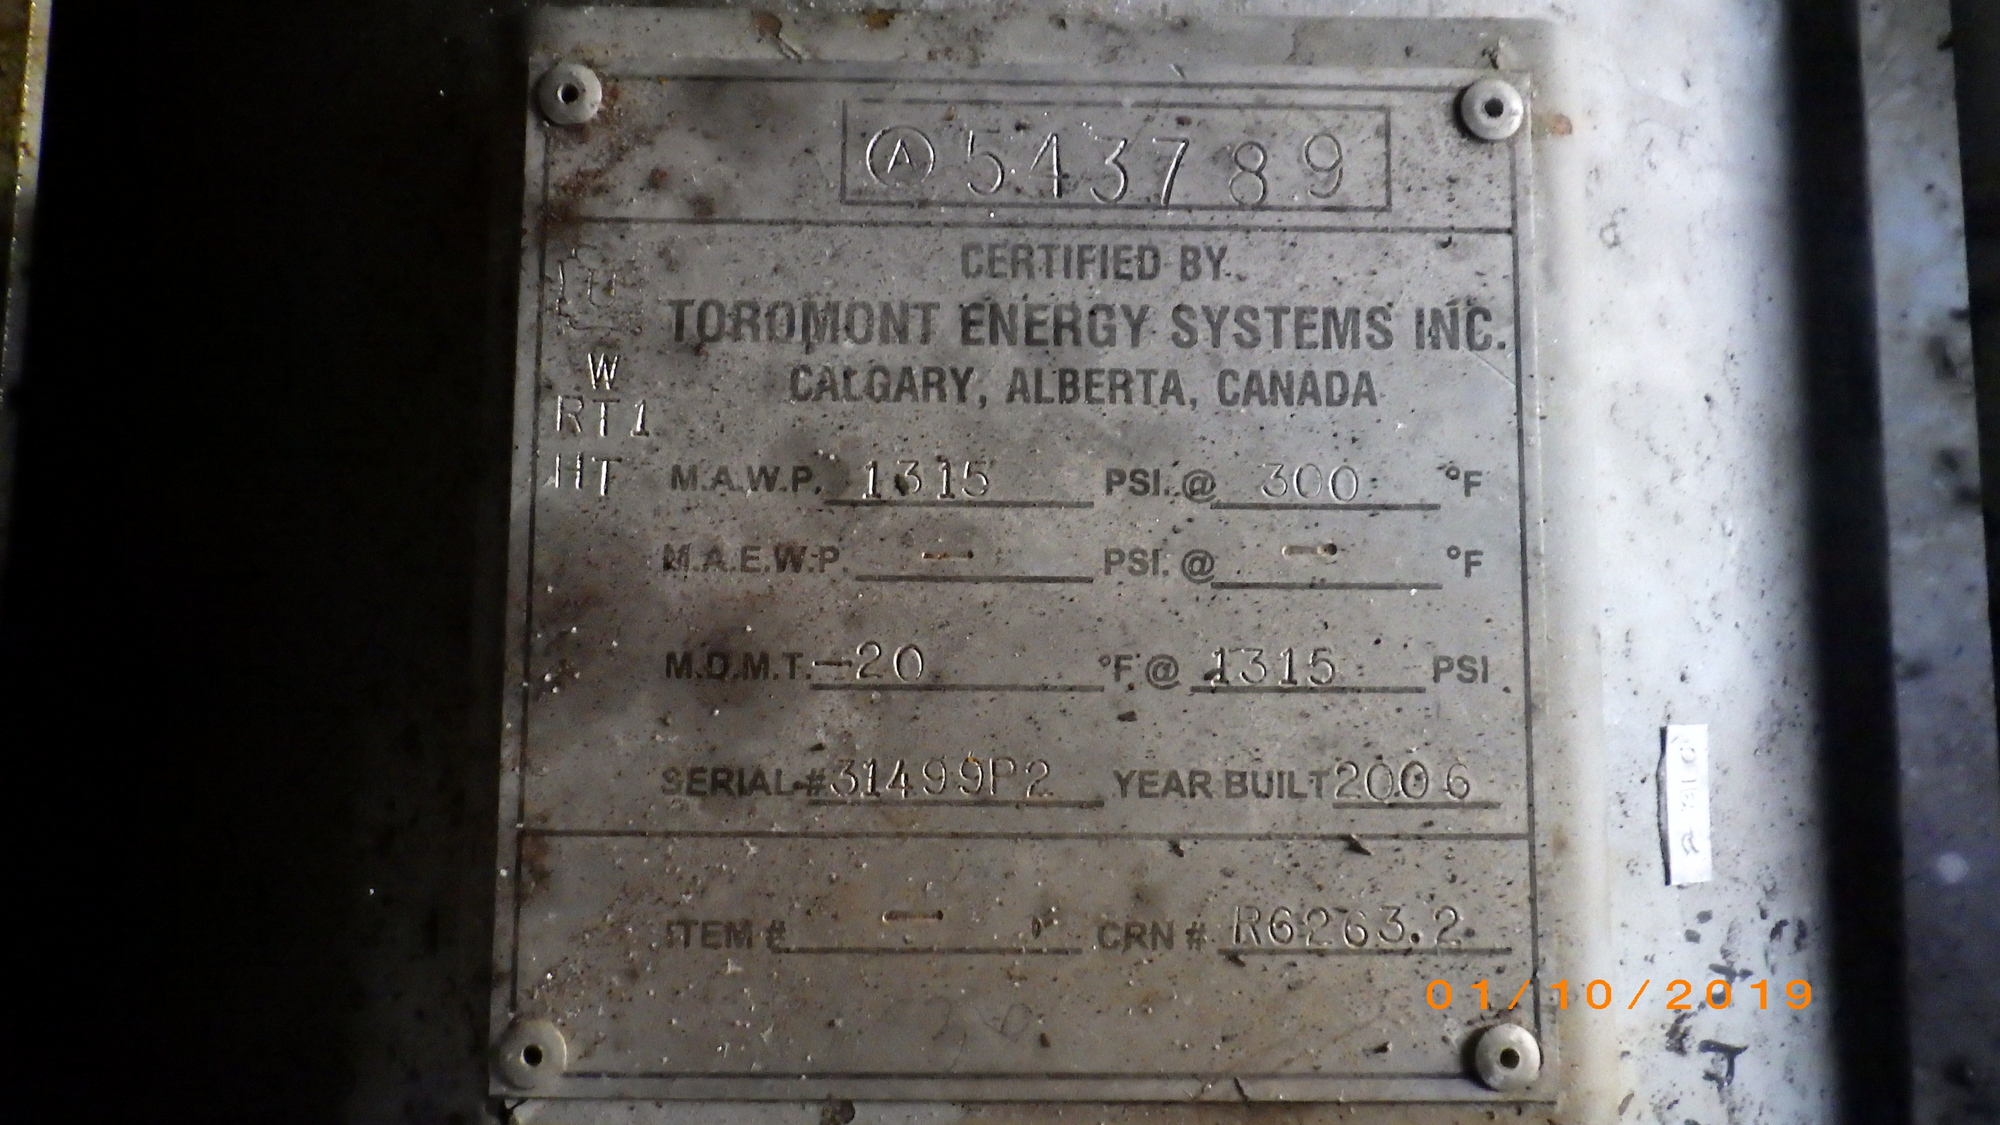 Ⓐ 543789
CERTIFIED BY
TOROMONT ENERGY SYSTEMS INC.
CALGARY, ALBERTA, CANADA
W
RT1
HT
M.A.W.P. 1315 PSI. @ 300 °F
M.A.E.W.P. — PSI. @ — °F
M.D.M.T. -20 °F @ 1315 PSI
SERIAL # 31499P2 YEAR BUILT 2006
ITEM # — CRN # R6263.2
01/10/2019